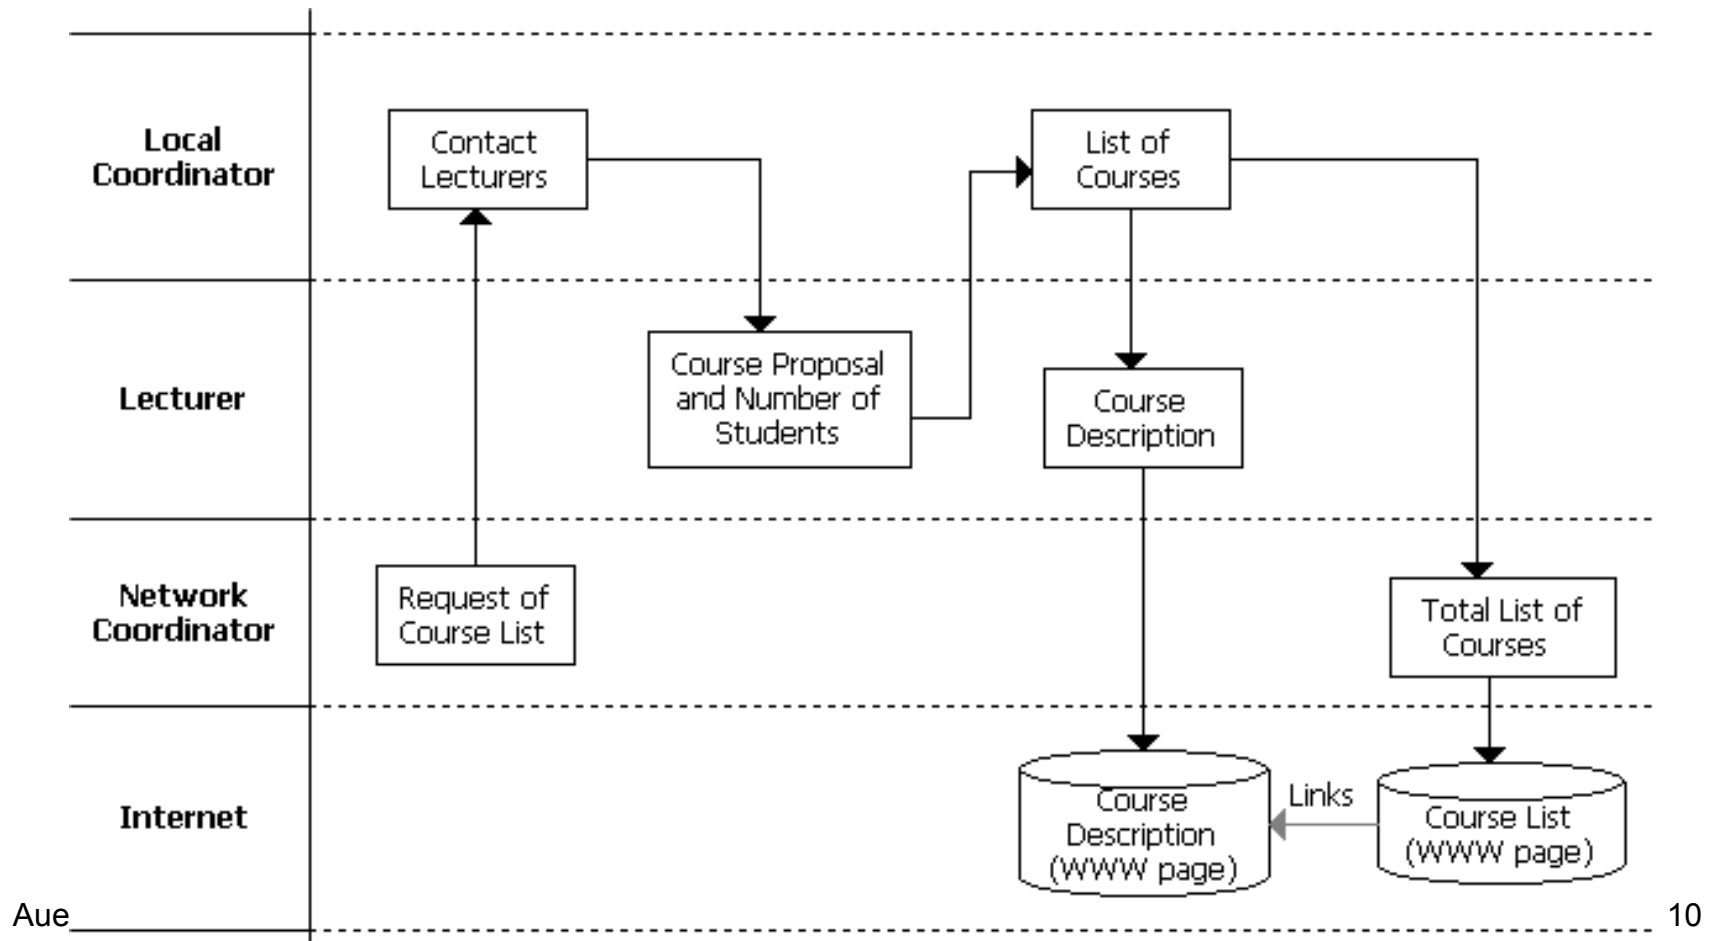 Local
Coordinator
Contact
Lecturers
List of
Courses
Lecturer
Course Proposal
and Number of
Students
Course
Description
Network
Coordinator
Request of
Course List
Total List of
Courses
Internet
Course
Description
(WWW page)
Links
Course List
(WWW page)
Aue
10